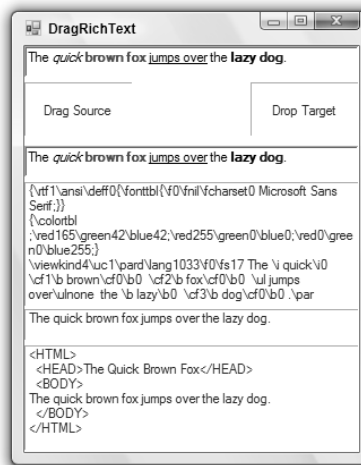 DragRichText
The quick brown fox jumps over the lazy dog.
Drag Source
Drop Target
The quick brown fox jumps over the lazy dog.
{\rtf1\ansi\deff0{\fonttbl{\f0\fnil\fcharset0 Microsoft Sans
Serif;}}
{\colortbl
;\red165\green42\blue42;\red255\green0\blue0;\red0\gree
n0\blue255;}
\viewkind4\uc1\pard\lang1033\f0\fs17 The \i quick\i0
\cf1\b brown\cf0\b0  \cf2\b fox\cf0\b0  \ul jumps
over\ulnone  the \b lazy\b0  \cf3\b dog\cf0\b0 .\par
The quick brown fox jumps over the lazy dog.
<HTML>
<HEAD>The Quick Brown Fox</HEAD>
<BODY>
The quick brown fox jumps over the lazy dog.
</BODY>
</HTML>